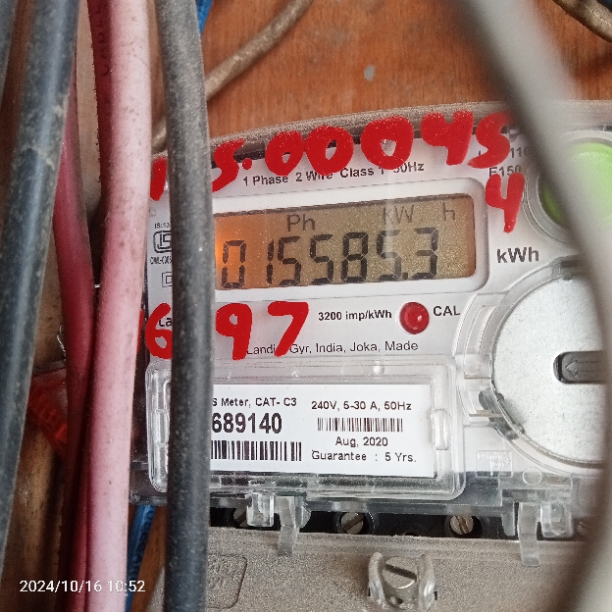 S.00045
4
1 Phase 2 Wire Class 1 50Hz
Ph kW h
015585.3
kWh
3200 imp/kWh
CAL
697
Gyr, India, Joka, Made
S Meter, CAT- C3
240V, 5-30 A, 50Hz
689140
Aug, 2020
Guarantee : 5 Yrs.
2024/10/16 10:52